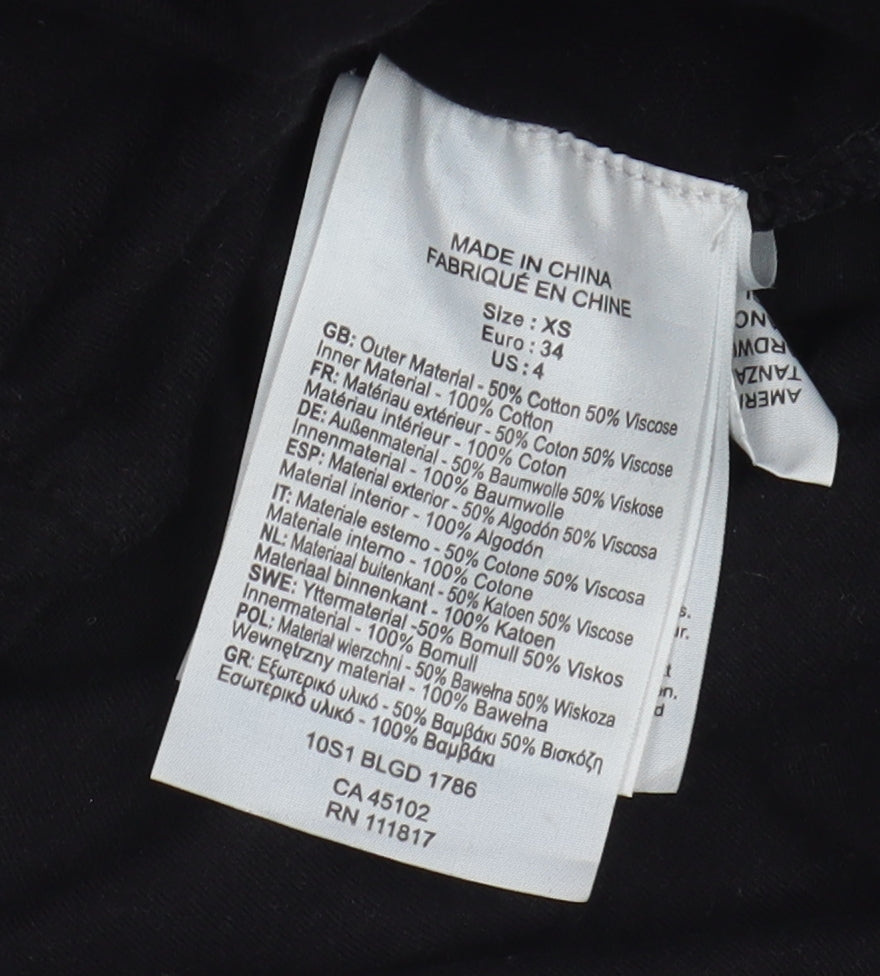 MADE IN CHINA
FABRIQUÉ EN CHINE
Size : XS
Euro : 34
US : 4
GB: Outer Material - 50% Cotton 50% Viscose
Inner Material - 100% Cotton
FR: Matériau extérieur - 50% Coton 50% Viscose
Matériau intérieur - 100% Coton
DE: Außenmaterial - 50% Baumwolle 50% Viskose
Innenmaterial - 100% Baumwolle
ESP: Material exterior - 50% Algodón 50% Viscosa
Material interior - 100% Algodón
IT: Materiale esterno - 50% Cotone 50% Viscosa
Materiale interno - 100% Cotone
NL: Materiaal buitenkant - 50% Katoen 50% Viscose
Materiaal binnenkant - 100% Katoen
SWE: Yttermaterial -50% Bomull 50% Viskos
Innermaterial - 100% Bomull
POL: Materiał wierzchni - 50% Bawełna 50% Wiskoza
Wewnętrzny materiał - 100% Bawełna
GR: Εξωτερικό υλικό - 50% Βαμβάκι 50% Βισκόζη
Εσωτερικό υλικό - 100% Βαμβάκι
10S1 BLGD 1786
CA 45102
RN 111817
AMERI
TANZA